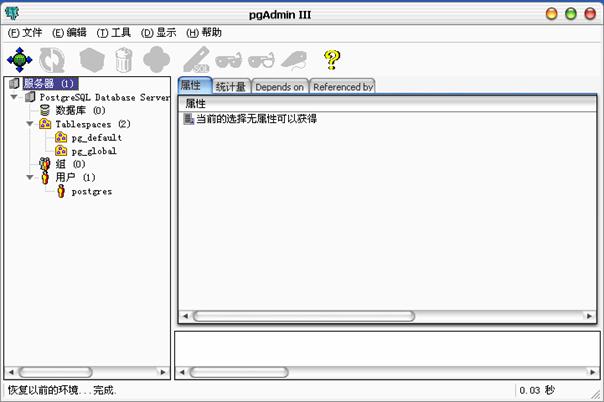 pgAdmin III
(F)文件 (E)编辑 (T)工具 (D)显示 (H)帮助
SQL
服务器 (1)
PostgreSQL Database Server
数据库 (0)
Tablespaces (2)
pg_default
pg_global
组 (0)
用户 (1)
postgres
属性 统计量 Depends on Referenced by
属性
当前的选择无属性可以获得
恢复以前的环境...完成. 0.03 秒